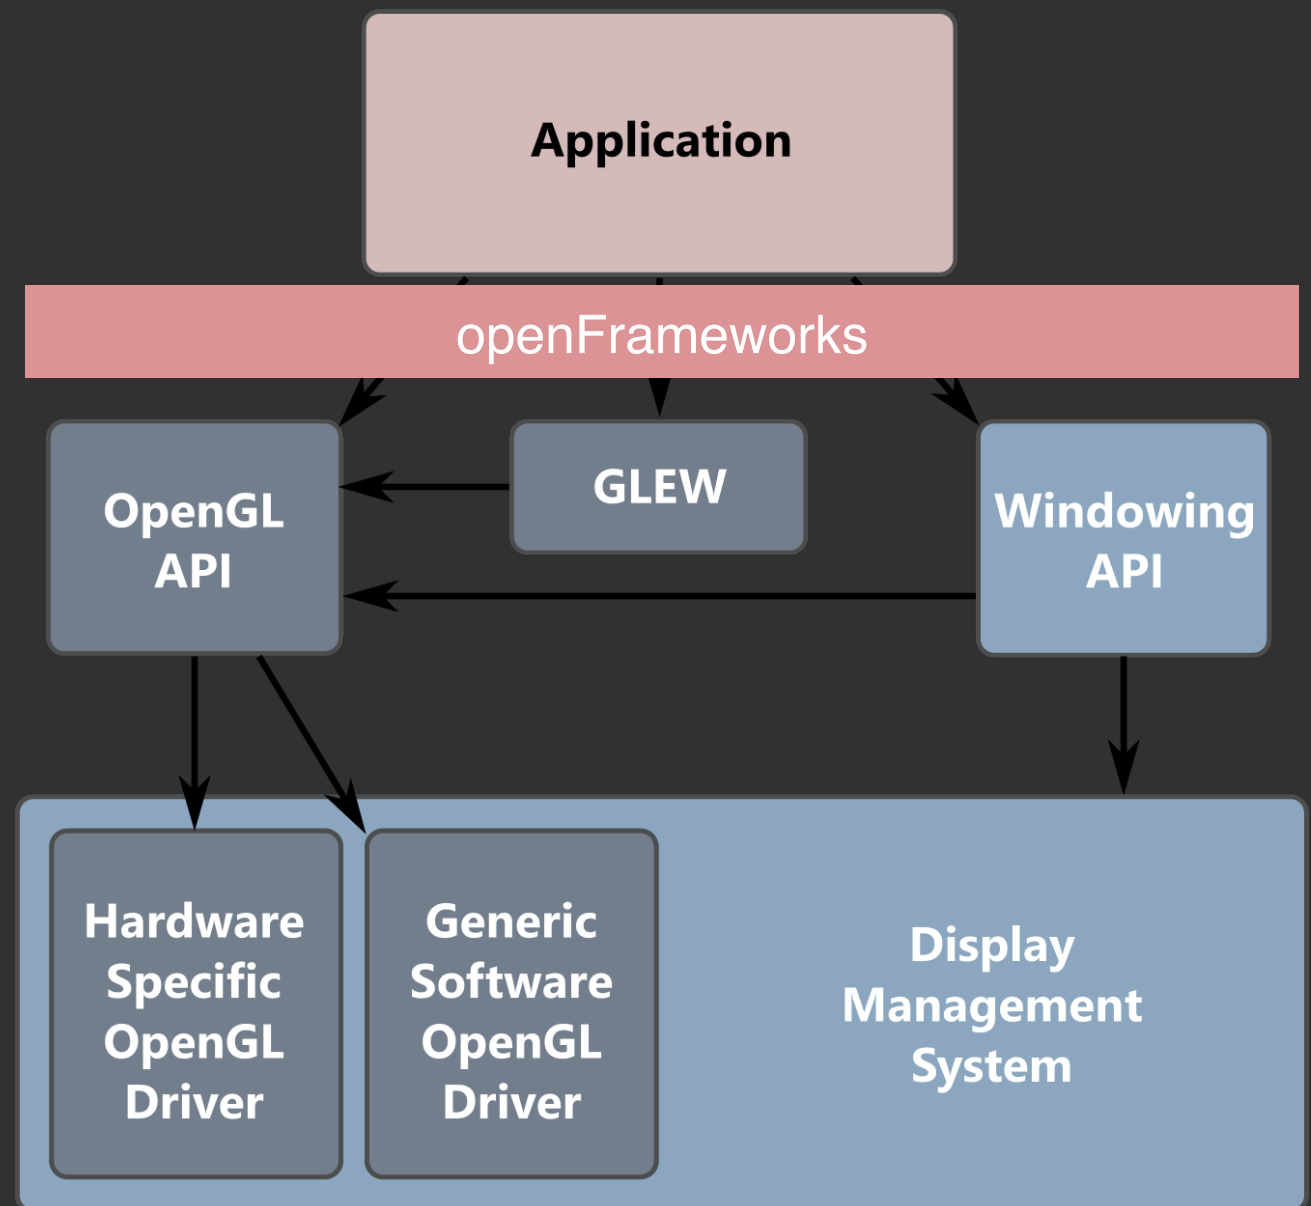 Application
openFrameworks
OpenGL
API
GLEW
Windowing
API
Hardware
Specific
OpenGL
Driver
Generic
Software
OpenGL
Driver
Display
Management
System